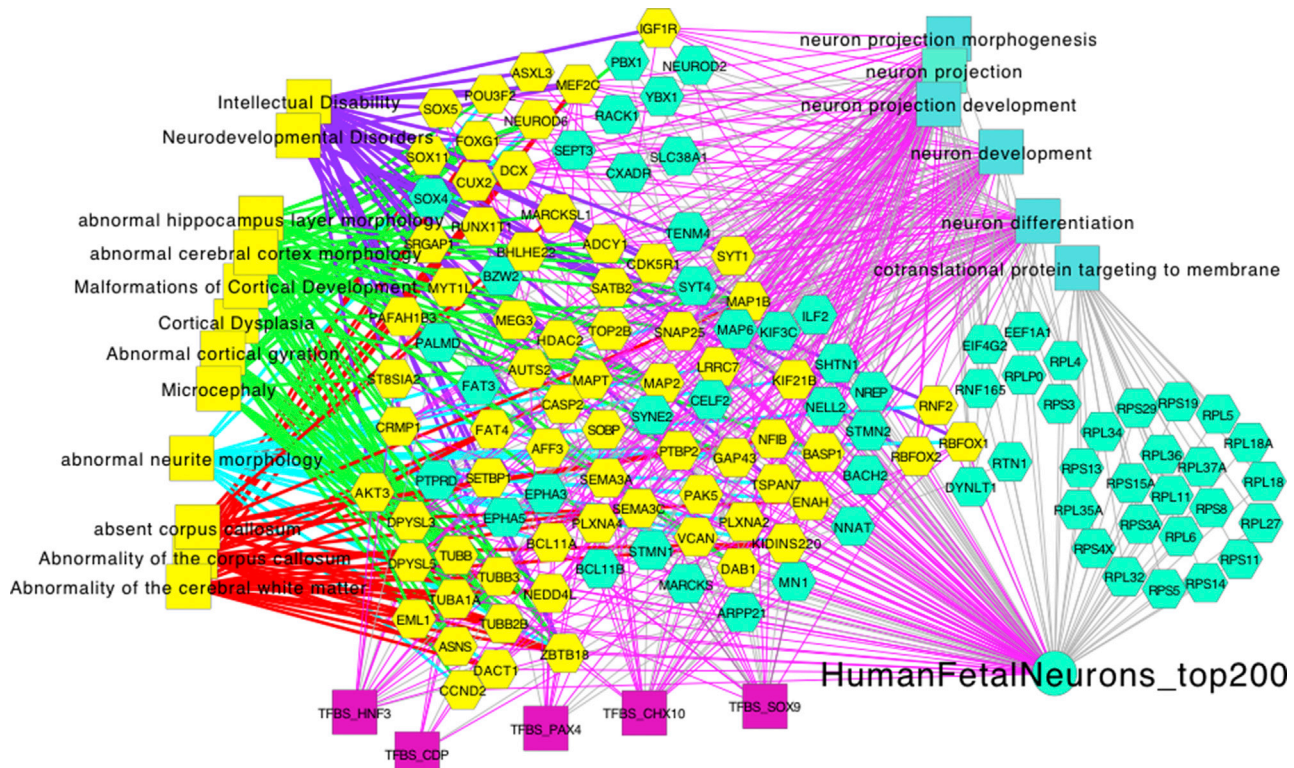 IGF1R
neuron projection morphogenesis
PBX1
NEUROD2
ASXL3
neuron projection
MEF2C
Intellectual Disability
POU3F2
YBX1
neuron projection development
SOX5
RACK1
NEUROD6
Neurodevelopmental Disorders
FOXG1
SEPT3
SLC38A1
neuron development
SOX11
CXADR
DCX
CUX2
SOX4
abnormal hippocampus layer morphology
MARCKSL1
RUNX1T1
TENM4
neuron differentiation
abnormal cerebral cortex morphology
SRGAP1
BHLHE22
ADCY1
CDK5R1
SYT1
cotranslational protein targeting to membrane
BZW2
Malformations of Cortical Development
MYT1L
SATB2
SYT4
MAP1B
Cortical Dysplasia
PAFAH1B3
MEG3
TOP2B
SNAP25
MAP6
KIF3C
ILF2
EEF1A1
EIF4G2
PALMD
HDAC2
Abnormal cortical gyration
SHTN1
RPLP0
RPL4
AUTS2
LRRC7
Microcephaly
ST8SIA2
FAT3
MAPT
MAP2
KIF21B
NREP
RNF165
CASP2
CELF2
NELL2
RNF2
RPS3
RPS29
RPS19
RPL5
CRMP1
FAT4
SOBP
SYNE2
STMN2
RPL34
RPL18A
abnormal neurite morphology
AFF3
PTBP2
GAP43
NFIB
BASP1
RBFOX2
RBFOX1
RTN1
RPS13
RPL36
RPL37A
PTPRD
SETBP1
SEMA3A
TSPAN7
BACH2
DYNLT1
RPS15A
RPL18
AKT3
EPHA3
PAK5
ENAH
RPL11
RPL35A
RPS8
absent corpus callosum
DPYSL3
EPHA5
PLXNA4
SEMA3C
PLXNA2
NNAT
RPS3A
RPL27
BCL11A
VCAN
KIDINS220
RPL6
RPS4X
Abnormality of the corpus callosum
DPYSL5
TUBB
STMN1
RPS11
TUBB3
BCL11B
DAB1
RPL32
RPS14
Abnormality of the cerebral white matter
TUBA1A
NEDD4L
MARCKS
MN1
RPS5
EML1
TUBB2B
ARPP21
ASNS
ZBTB18
DACT1
HumanFetalNeurons_top200
CCND2
TFBS_HNF3
TFBS_CHX10
TFBS_SOX9
TFBS_PAX4
TFBS_CDP